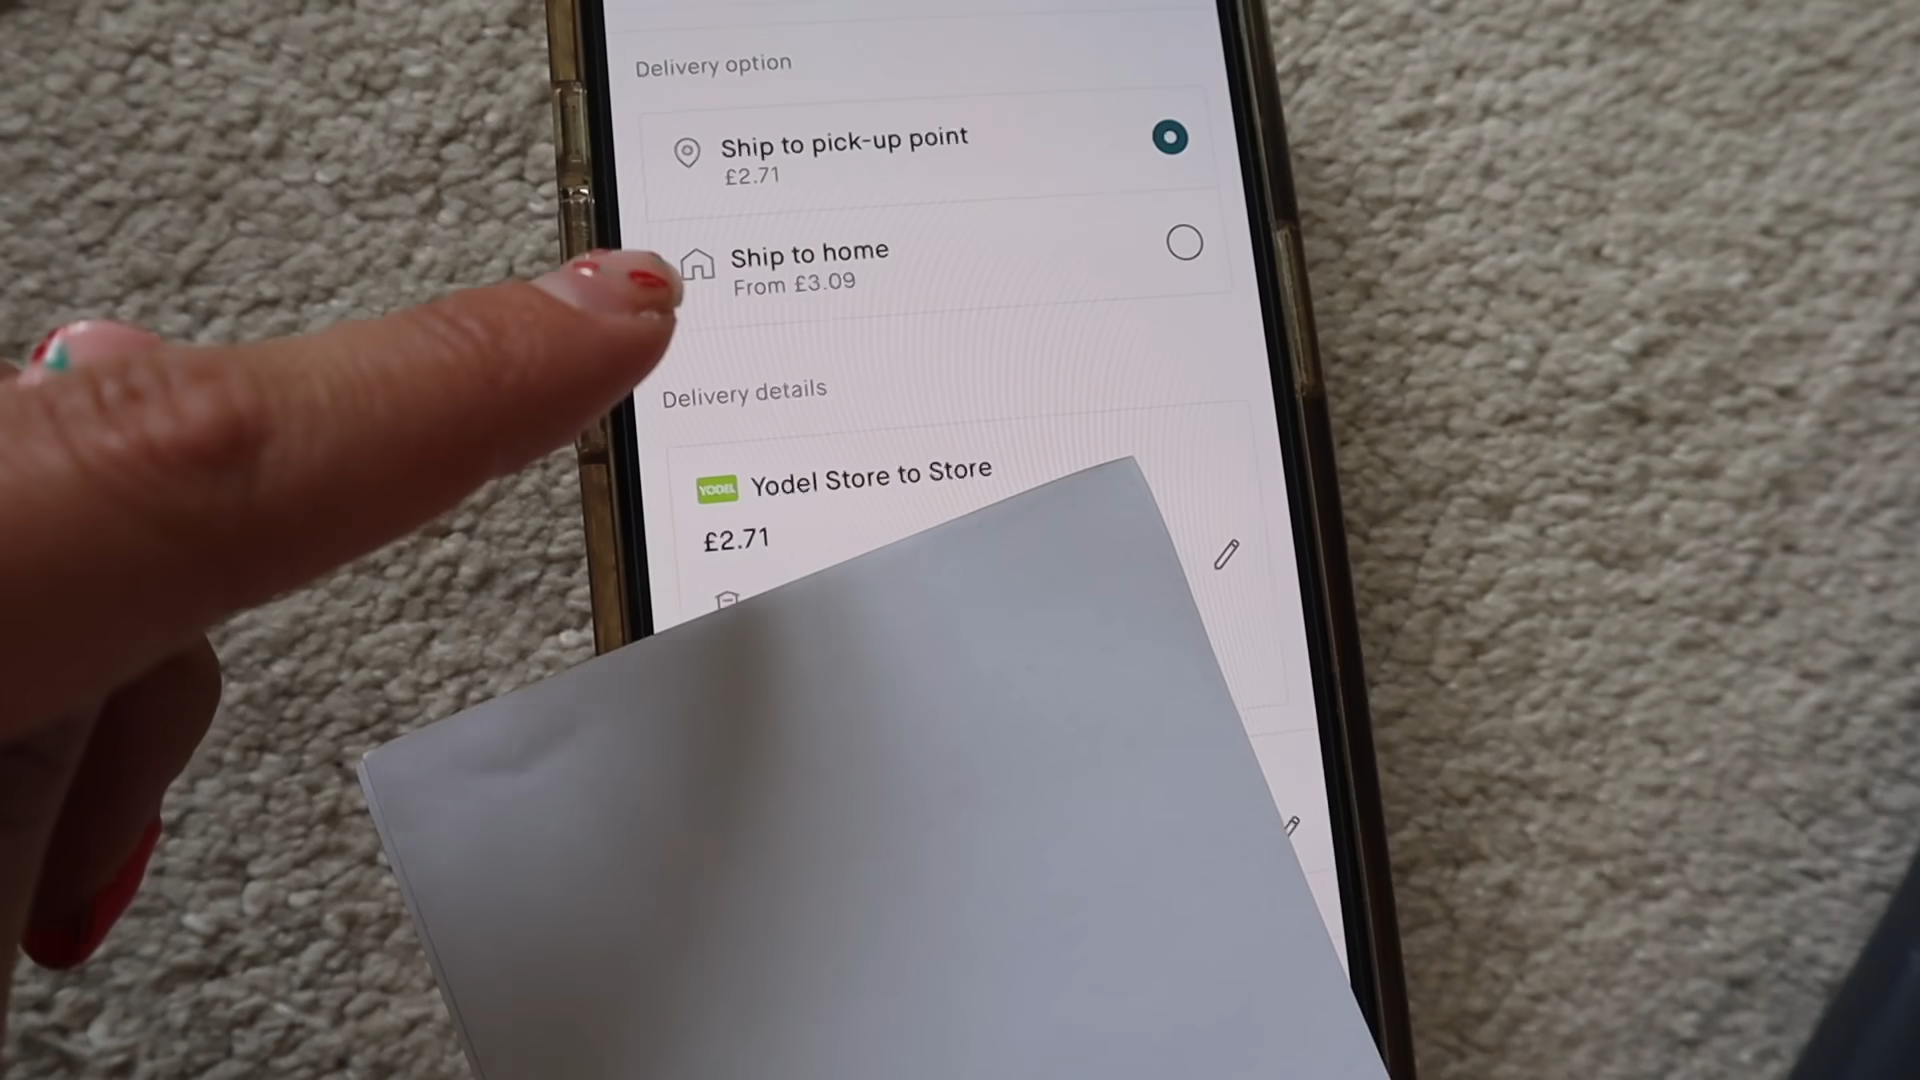 Delivery option
Ship to pick-up point
£2.71
Ship to home
From £3.09
Delivery details
YODEL
Yodel Store to Store
£2.71